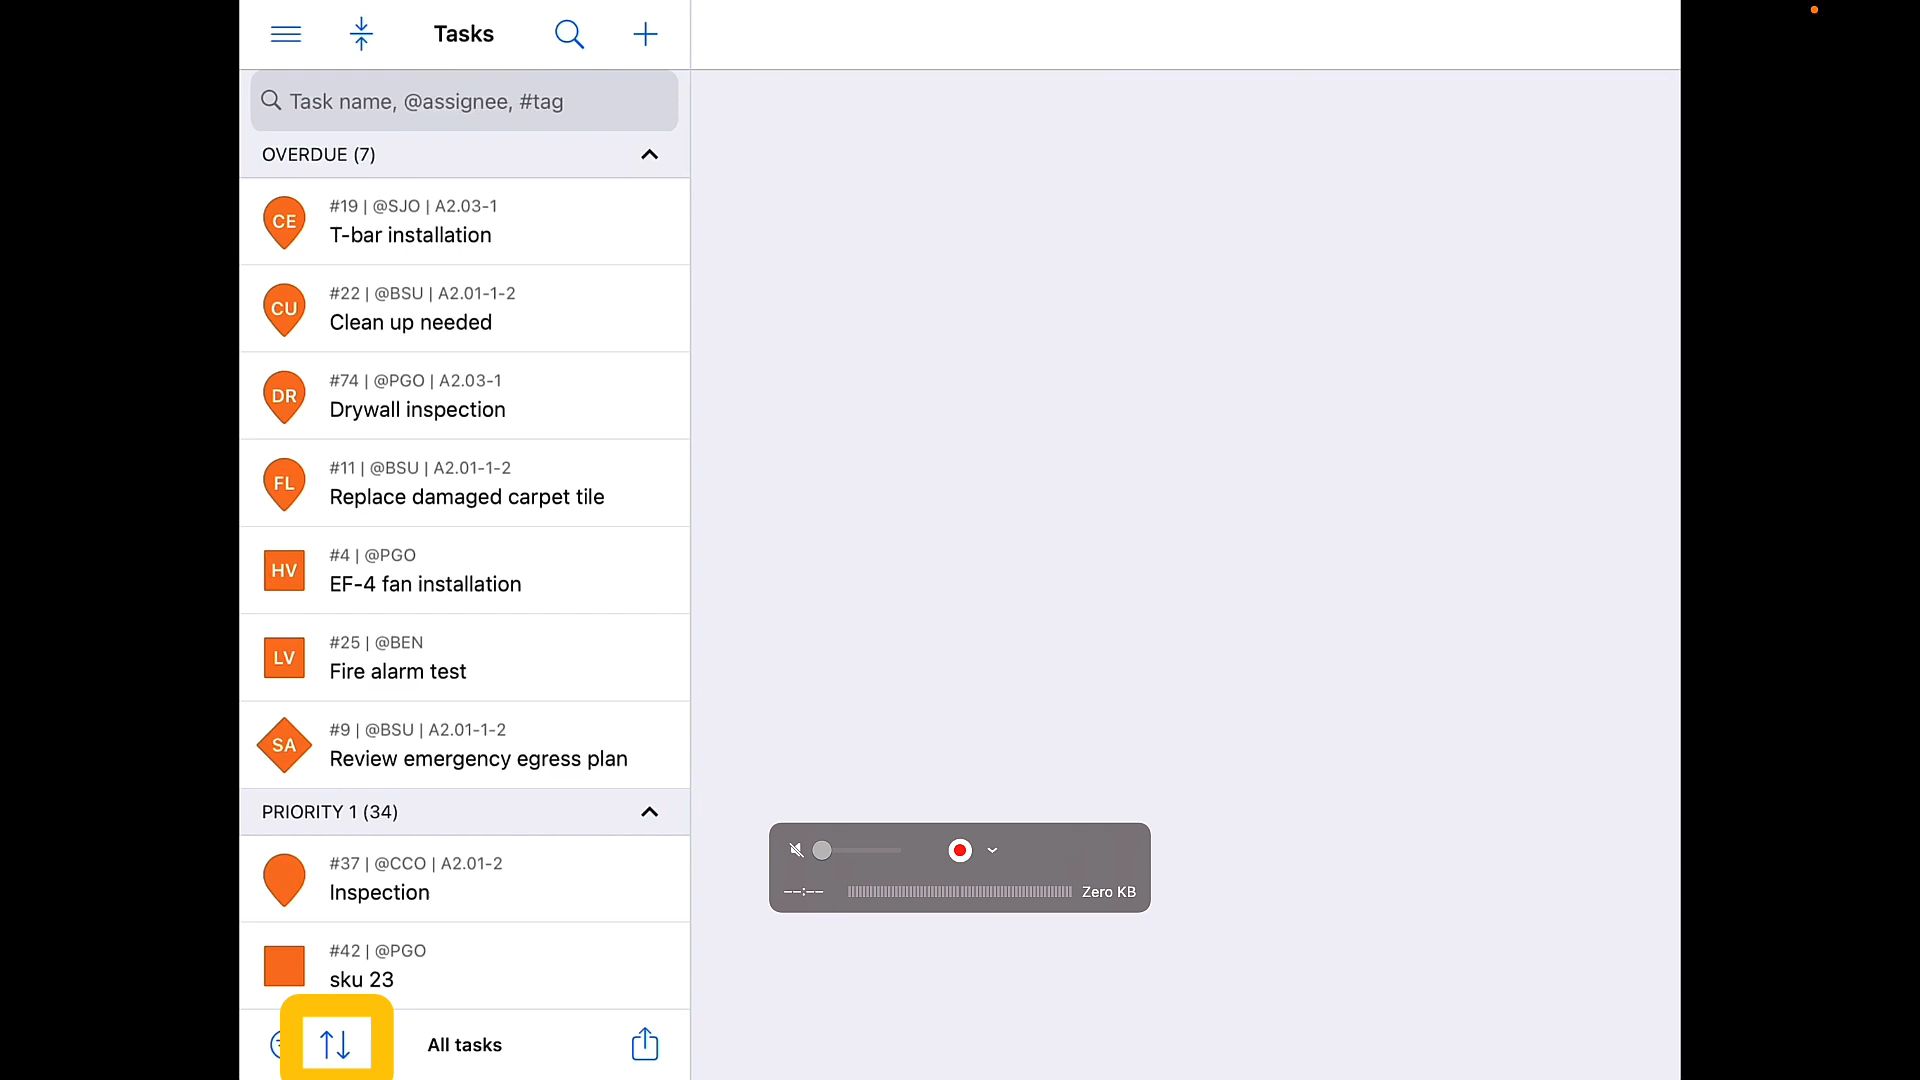 Tasks
Task name, @assignee, #tag
OVERDUE (7)
CE
#19 | @SJO | A2.03-1
T-bar installation
CU
#22 | @BSU | A2.01-1-2
Clean up needed
DR
#74 | @PGO | A2.03-1
Drywall inspection
FL
#11 | @BSU | A2.01-1-2
Replace damaged carpet tile
HV
#4 | @PGO
EF-4 fan installation
LV
#25 | @BEN
Fire alarm test
SA
#9 | @BSU | A2.01-1-2
Review emergency egress plan
PRIORITY 1 (34)
#37 | @CCO | A2.01-2
Inspection
#42 | @PGO
sku 23
All tasks
--:--
Zero KB